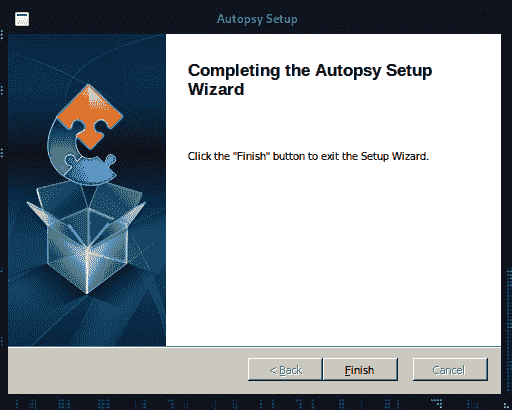 Autopsy Setup
Completing the Autopsy Setup
Wizard
Click the "Finish" button to exit the Setup Wizard.
< Back
Finish
Cancel